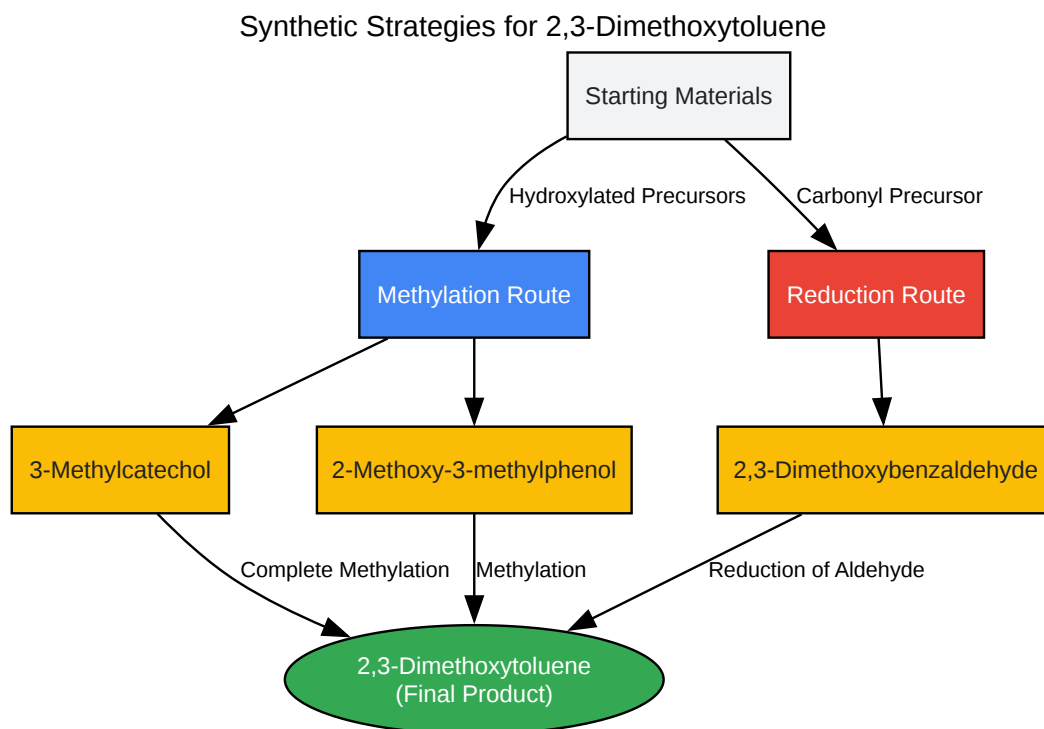 Synthetic Strategies for 2,3-Dimethoxytoluene
Starting Materials
Hydroxylated Precursors
Carbonyl Precursor
Methylation Route
Reduction Route
3-Methylcatechol
2-Methoxy-3-methylphenol
2,3-Dimethoxybenzaldehyde
Complete Methylation
Methylation
Reduction of Aldehyde
2,3-Dimethoxytoluene
(Final Product)